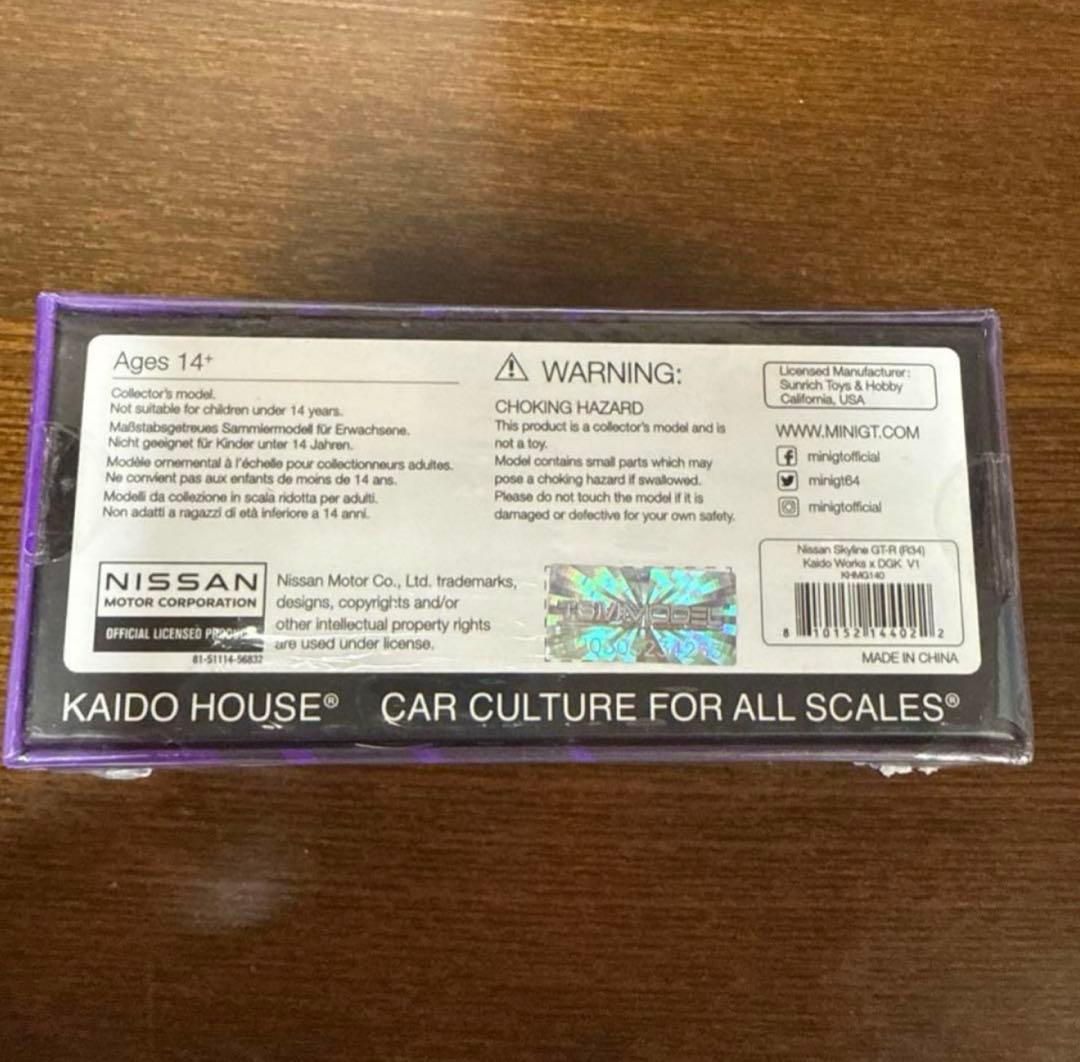 Ages 14+
Collector's model.
Not suitable for children under 14 years.
Maßstabsgetreues Sammlermodell für Erwachsene.
Nicht geeignet für Kinder unter 14 Jahren.
Modèle ornemental à l'échelle pour collectionneurs adultes.
Ne convient pas aux enfants de moins de 14 ans.
Modelli da collezione in scala ridotta per adulti.
Non adatti a ragazzi di età inferiore a 14 anni.
⚠ WARNING:
CHOKING HAZARD
This product is a collector's model and is
not a toy.
Model contains small parts which may
pose a choking hazard if swallowed.
Please do not touch the model if it is
damaged or defective for your own safety.
Licensed Manufacturer:
Sunrich Toys & Hobby
California, USA
WWW.MINIGT.COM
minigtofficial
minigt64
minigtofficial
NISSAN
MOTOR CORPORATION
OFFICIAL LICENSED PRODUCT
81-51114-56832
Nissan Motor Co., Ltd. trademarks,
designs, copyrights and/or
other intellectual property rights
are used under license.
Nissan Skyline GT-R (R34)
Kaido Works x DGK V1
KHMG140
8 10152 14402 2
MADE IN CHINA
KAIDO HOUSE® CAR CULTURE FOR ALL SCALES®